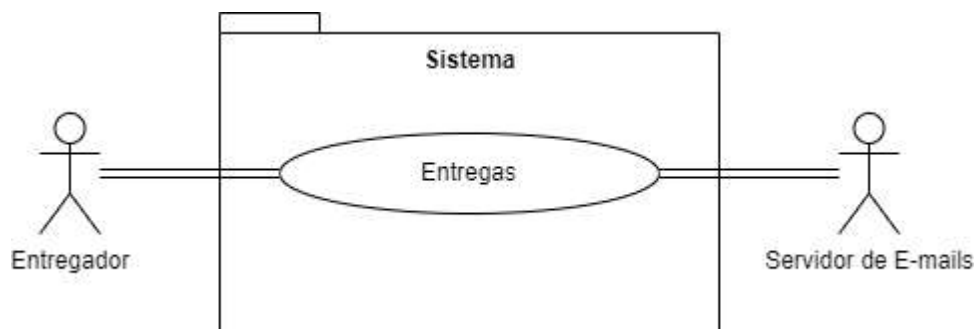 Sistema
Entregas
Entregador
Servidor de E-mails